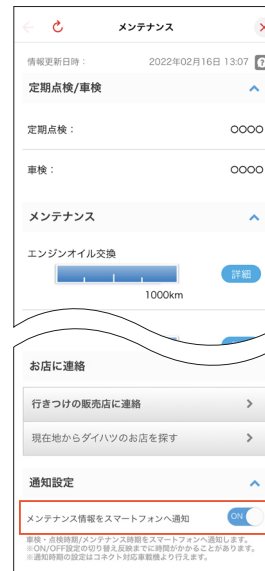 メンテナンス
情報更新日時： 2022年02月16日 13:07 ?
定期点検/車検
定期点検： 0000
車検： 0000
メンテナンス
エンジンオイル交換
詳細
1000km
お店に連絡
行きつけの販売店に連絡
現在地からダイハツのお店を探す
通知設定
メンテナンス情報をスマートフォンへ通知 ON
車検・点検時期/メンテナンス時期をスマートフォンへ通知します。
※ON/OFF設定の切り替え反映までに時間がかかることがあります。
※通知時期の設定はコネクト対応車載機より行えます。